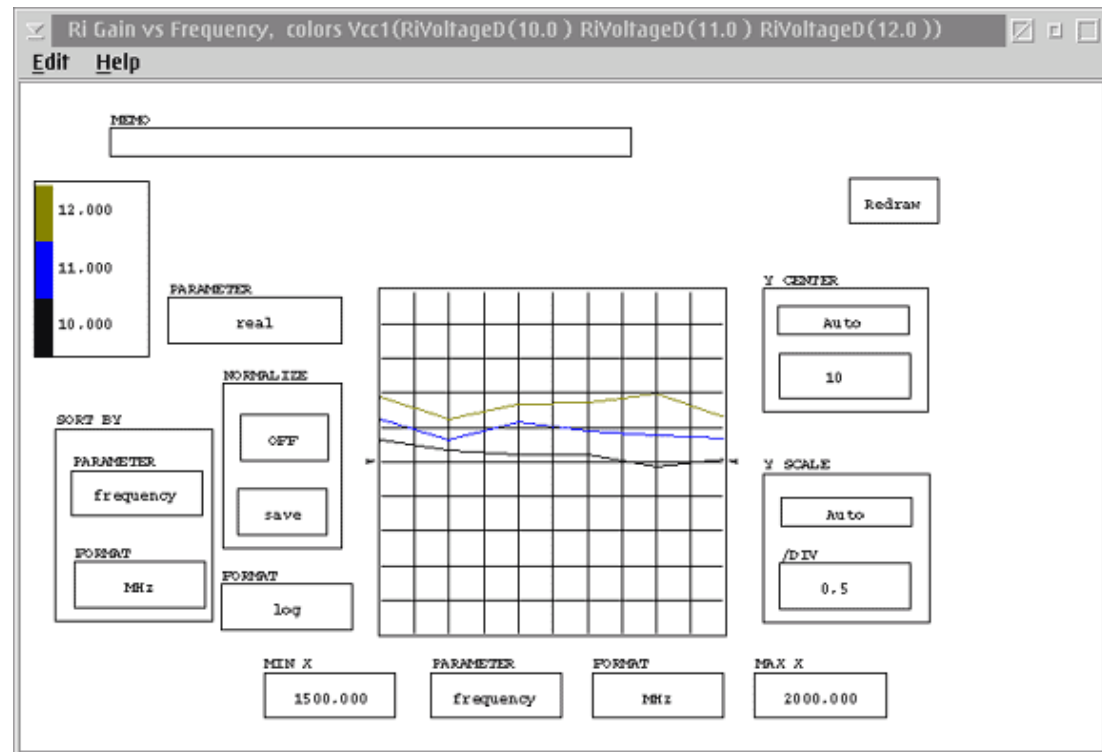 Ri Gain vs Frequency, colors Vcc1(RiVoltageD(10.0 ) RiVoltageD(11.0 ) RiVoltageD(12.0 ))
Edit Help
MEMO
12.000
11.000
10.000
Redraw
PARAMETER
real
Y CENTER
Auto
10
NORMALIZE
OFF
save
SORT BY
PARAMETER
frequency
FORMAT
MHz
FORMAT
log
Y SCALE
Auto
/DIV
0.5
MIN X
1500.000
PARAMETER
frequency
FORMAT
MHz
MAX X
2000.000